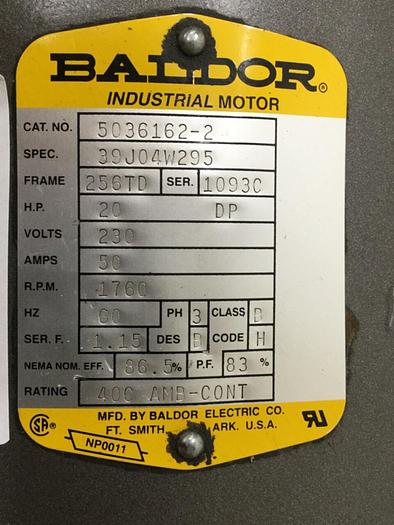 BALDOR®
INDUSTRIAL MOTOR
CAT. NO. 5036162-2
SPEC. 39J04W295
FRAME 256TD SER. 1093C
H.P. 20 DP
VOLTS 230
AMPS 50
R.P.M. 1760
HZ 60 PH 3 CLASS B
SER. F. 1.15 DES B CODE H
NEMA NOM. EFF. 86.5% P.F. 83 %
RATING 40C AMB-CONT
MFD. BY BALDOR ELECTRIC CO.
FT. SMITH, ARK. U.S.A.
SA
NP0011